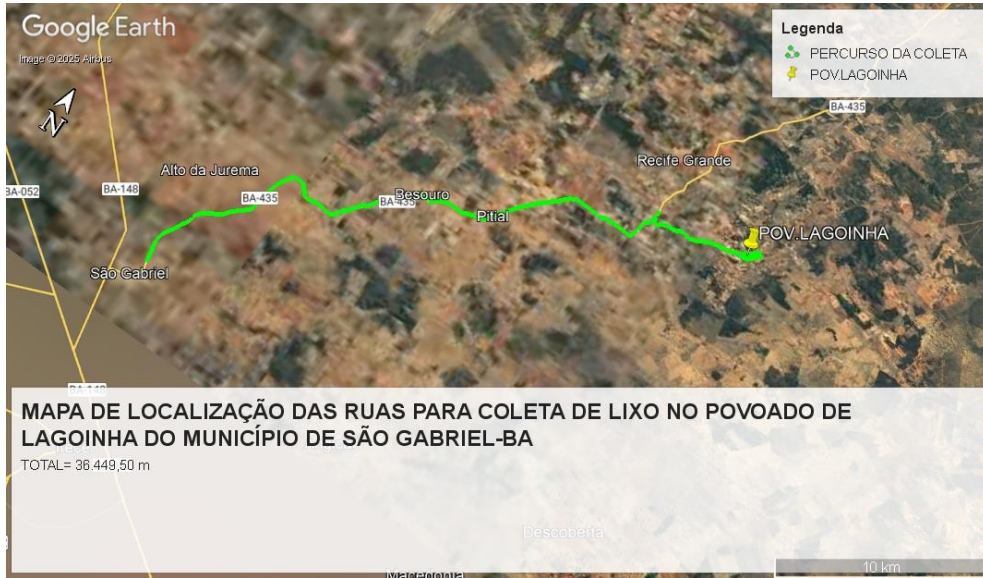 Google Earth
Image © 2025 Airbus
N
Legenda
PERCURSO DA COLETA
POV.LAGOINHA
BA-435
Recife Grande
Alto da Jurema
BA-052
BA-148
BA-435
Besouro
BA-435
Pitial
POV.LAGOINHA
São Gabriel
BA-148
MAPA DE LOCALIZAÇÃO DAS RUAS PARA COLETA DE LIXO NO POVOADO DE
LAGOINHA DO MUNICÍPIO DE SÃO GABRIEL-BA
TOTAL= 36.449,50 m
Descoberta
10 km
Macedonia